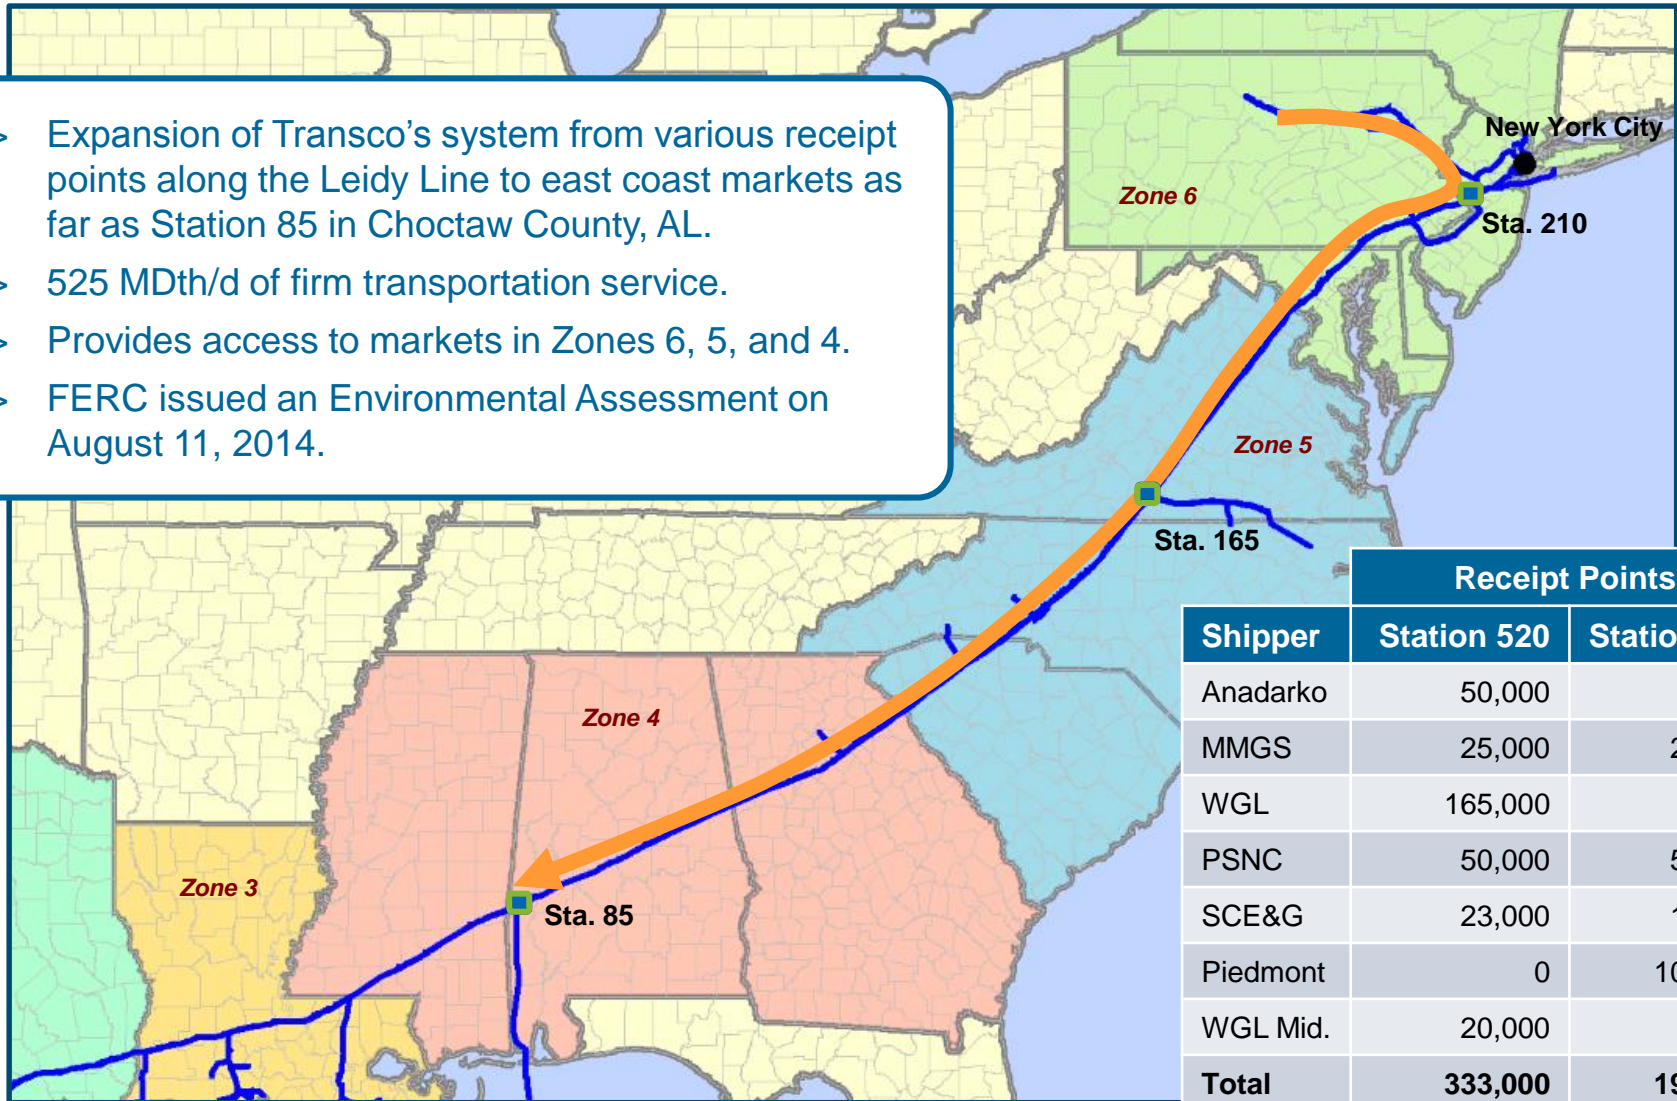 > Expansion of Transco's system from various receipt
points along the Leidy Line to east coast markets as
far as Station 85 in Choctaw County, AL.
> 525 MDth/d of firm transportation service.
> Provides access to markets in Zones 6, 5, and 4.
> FERC issued an Environmental Assessment on
August 11, 2014.
New York City
Zone 6
Sta. 210
Zone 5
Sta. 165
Zone 4
Zone 3
Sta. 85
Receipt Points
Shipper Station 520
Anadarko 50,000
MMGS 25,000
WGL 165,000
PSNC 50,000
SCE&G 23,000
Piedmont 0
WGL Mid. 20,000
Total 333,000